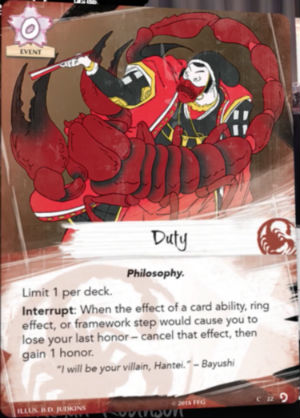 0
EVENT
Duty
Philosophy.
Limit 1 per deck.
Interrupt: When the effect of a card ability, ring
effect, or framework step would cause you to
lose your last honor – cancel that effect, then
gain 1 honor.
"I will be your villain, Hantei." – Bayushi
ILLUS. B.D. JUDKINS
© 2018 FFG
C 22